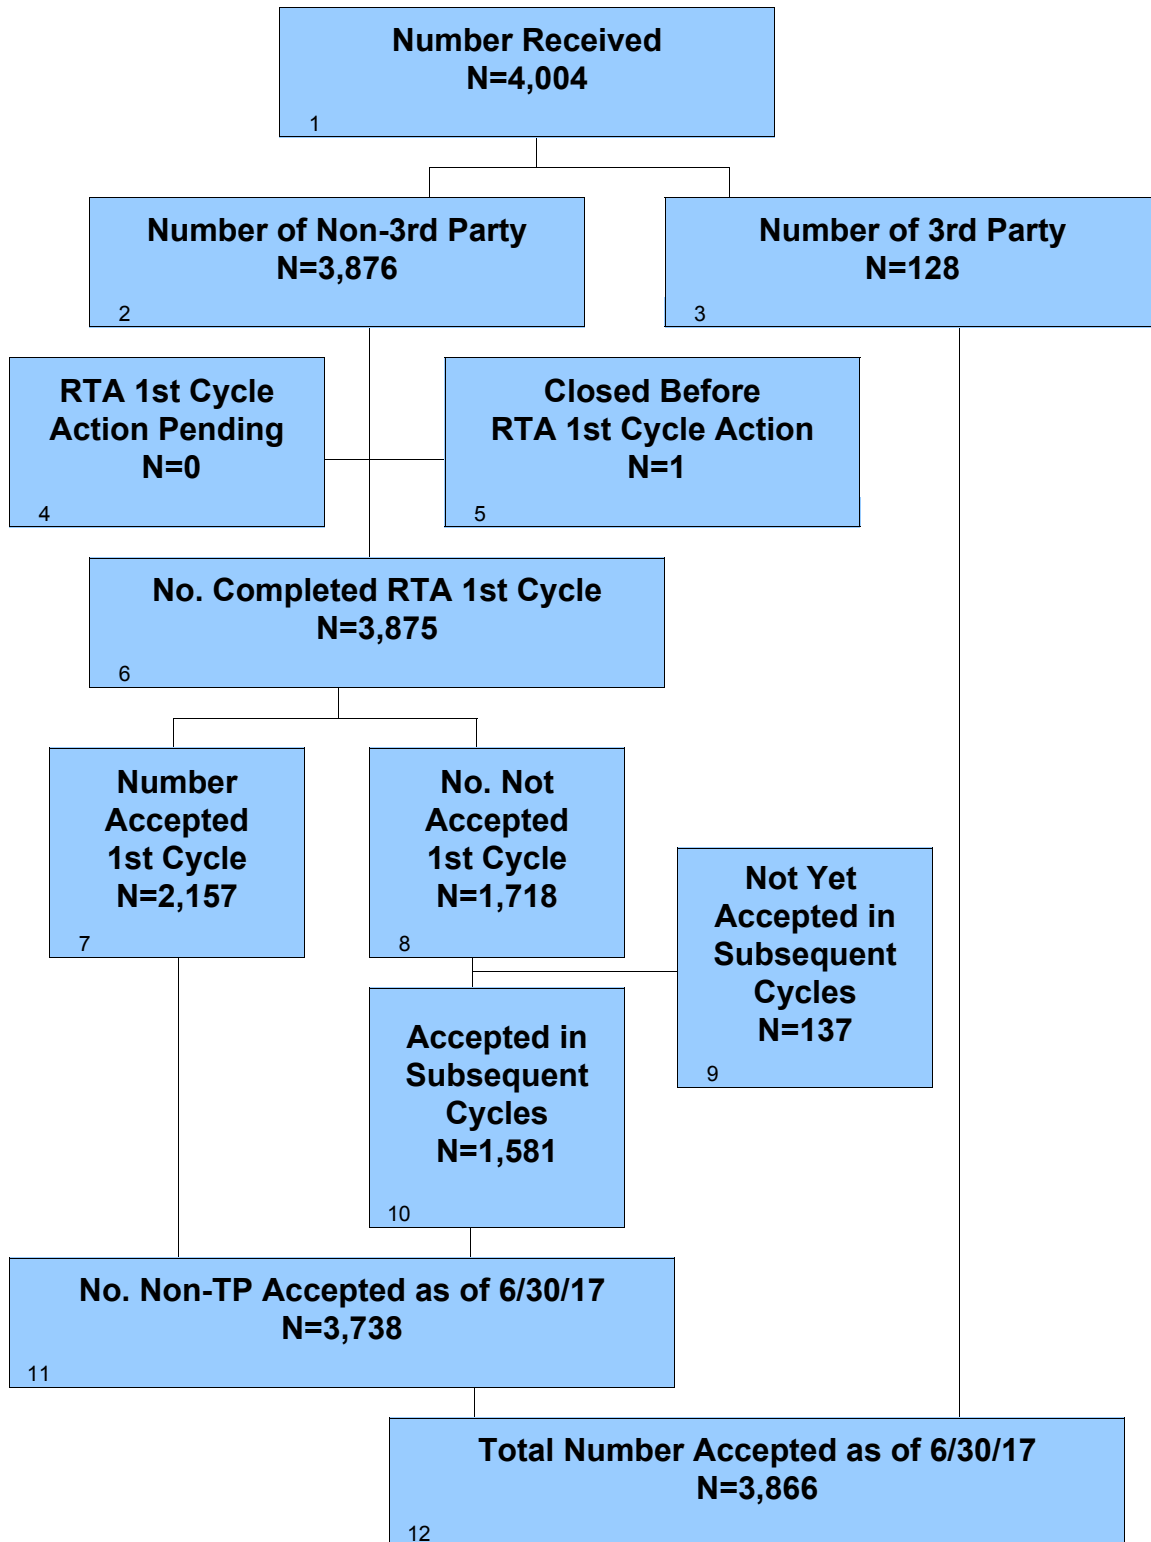 Number Received
N=4,004
1
Number of Non-3rd Party
N=3,876
2
Number of 3rd Party
N=128
3
RTA 1st Cycle
Action Pending
N=0
4
Closed Before
RTA 1st Cycle Action
N=1
5
No. Completed RTA 1st Cycle
N=3,875
6
Number
Accepted
1st Cycle
N=2,157
7
No. Not
Accepted
1st Cycle
N=1,718
8
Not Yet
Accepted in
Subsequent
Cycles
N=137
9
Accepted in
Subsequent
Cycles
N=1,581
10
No. Non-TP Accepted as of 6/30/17
N=3,738
11
Total Number Accepted as of 6/30/17
N=3,866
12